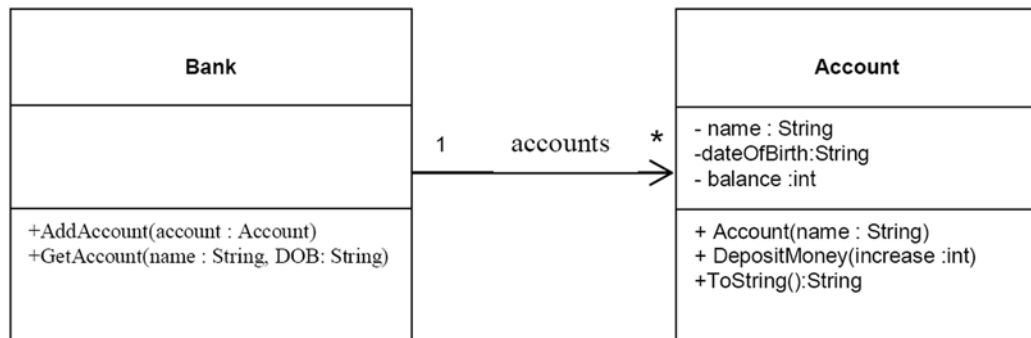 Bank
+AddAccount(account : Account)
+GetAccount(name : String, DOB: String)
1
accounts
*
Account
- name : String
-dateOfBirth:String
- balance :int
+ Account(name : String)
+ DepositMoney(increase :int)
+ToString():String